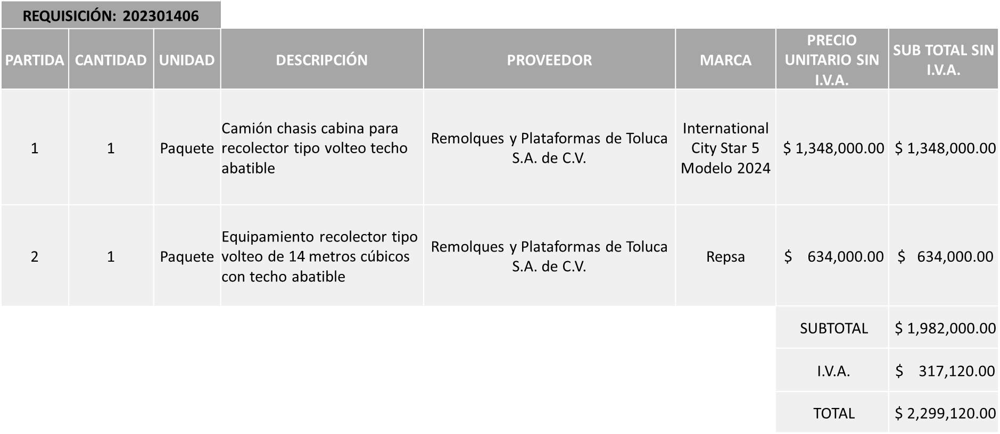 REQUISICIÓN: 202301406
PARTIDA CANTIDAD UNIDAD DESCRIPCIÓN PROVEEDOR MARCA PRECIO UNITARIO SIN I.V.A. SUB TOTAL SIN I.V.A.
1 1 Paquete Camión chasis cabina para recolector tipo volteo techo abatible Remolques y Plataformas de Toluca S.A. de C.V. International City Star 5 Modelo 2024 $ 1,348,000.00 $ 1,348,000.00
2 1 Paquete Equipamiento recolector tipo volteo de 14 metros cúbicos con techo abatible Remolques y Plataformas de Toluca S.A. de C.V. Repsa $ 634,000.00 $ 634,000.00
SUBTOTAL $ 1,982,000.00
I.V.A. $ 317,120.00
TOTAL $ 2,299,120.00